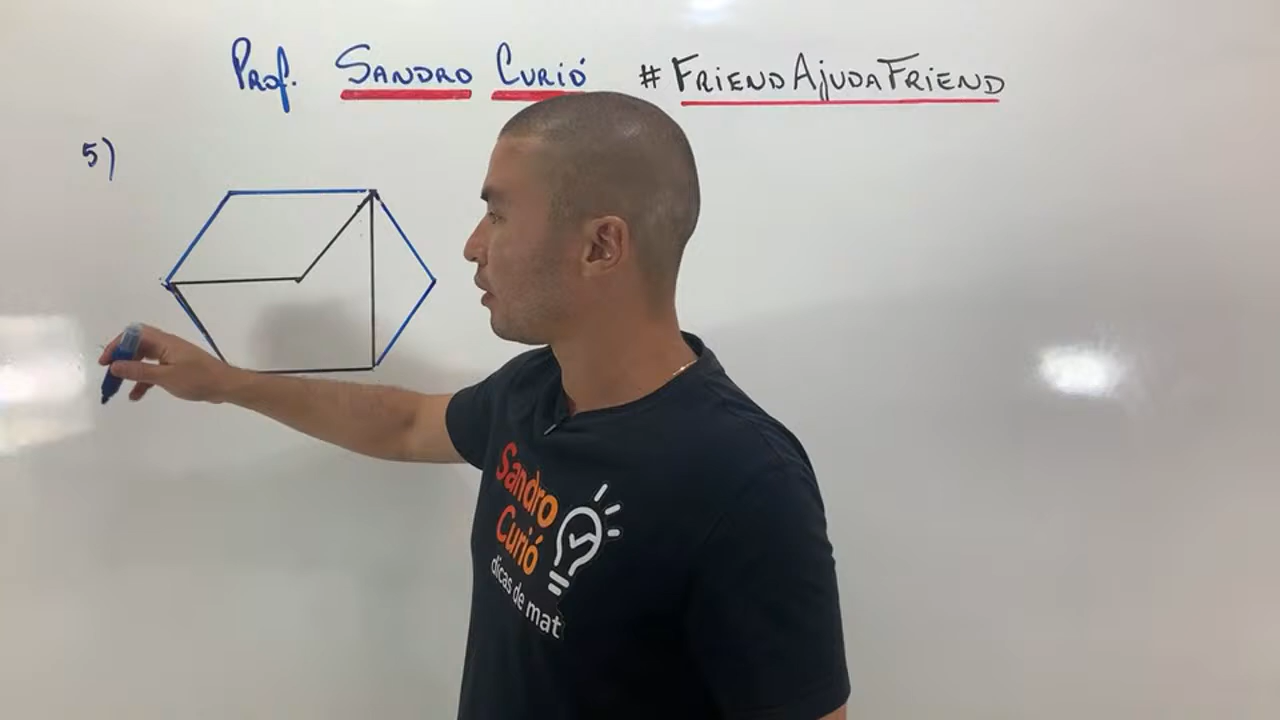 Prof. Sandro Curió #FriendAjudaFriend
5)
Sandro
Curió
dicas de mat